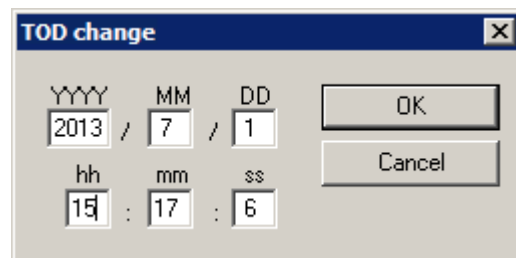 TOD change
YYYY MM DD
2013 / 7 / 1
OK
hh mm ss
15 : 17 : 6
Cancel